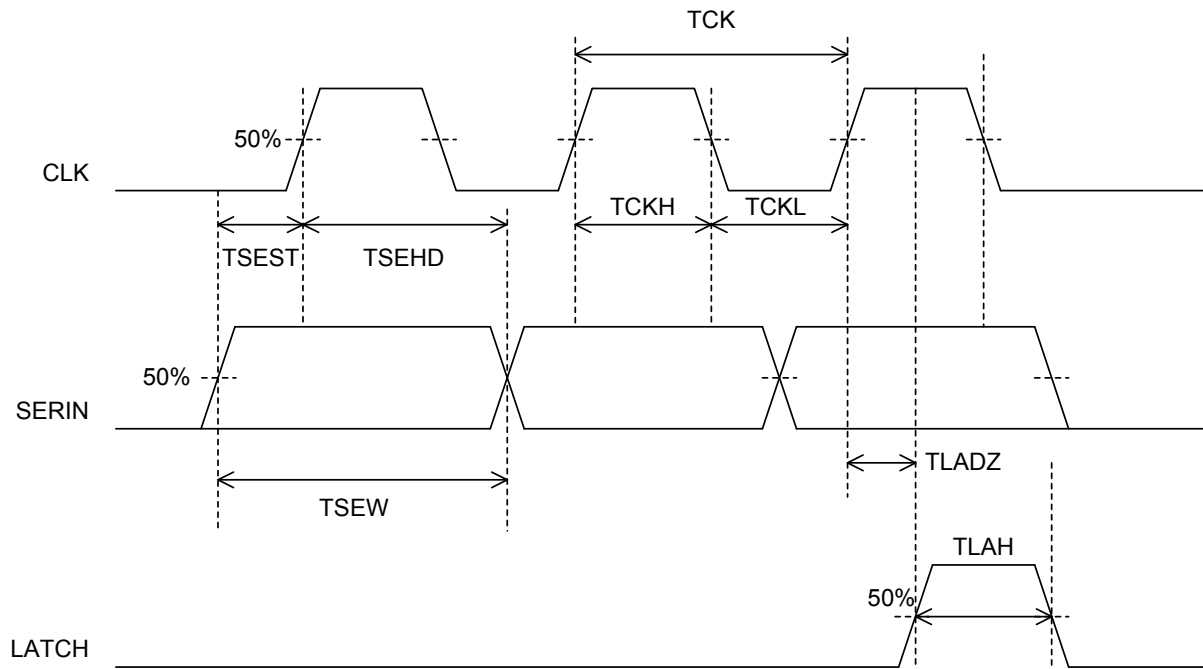 TCK
50%
CLK
TCKH
TCKL
TSEST
TSEHD
50%
SERIN
TLADZ
TSEW
TLAH
50%
LATCH